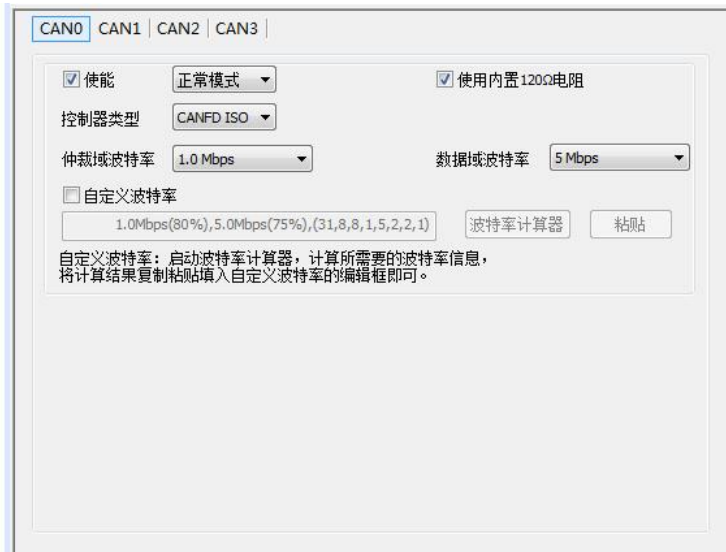 CAN0 CAN1 CAN2 CAN3
使能 正常模式 使用内置120Ω电阻
控制器类型 CANFD ISO
仲裁域波特率 1.0 Mbps 数据域波特率 5 Mbps
自定义波特率
1.0Mbps(80%),5.0Mbps(75%),(31,8,8,1,5,2,2,1) 波特率计算器 粘贴
自定义波特率：启动波特率计算器，计算所需要的波特率信息，
将计算结果复制粘贴填入自定义波特率的编辑框即可。